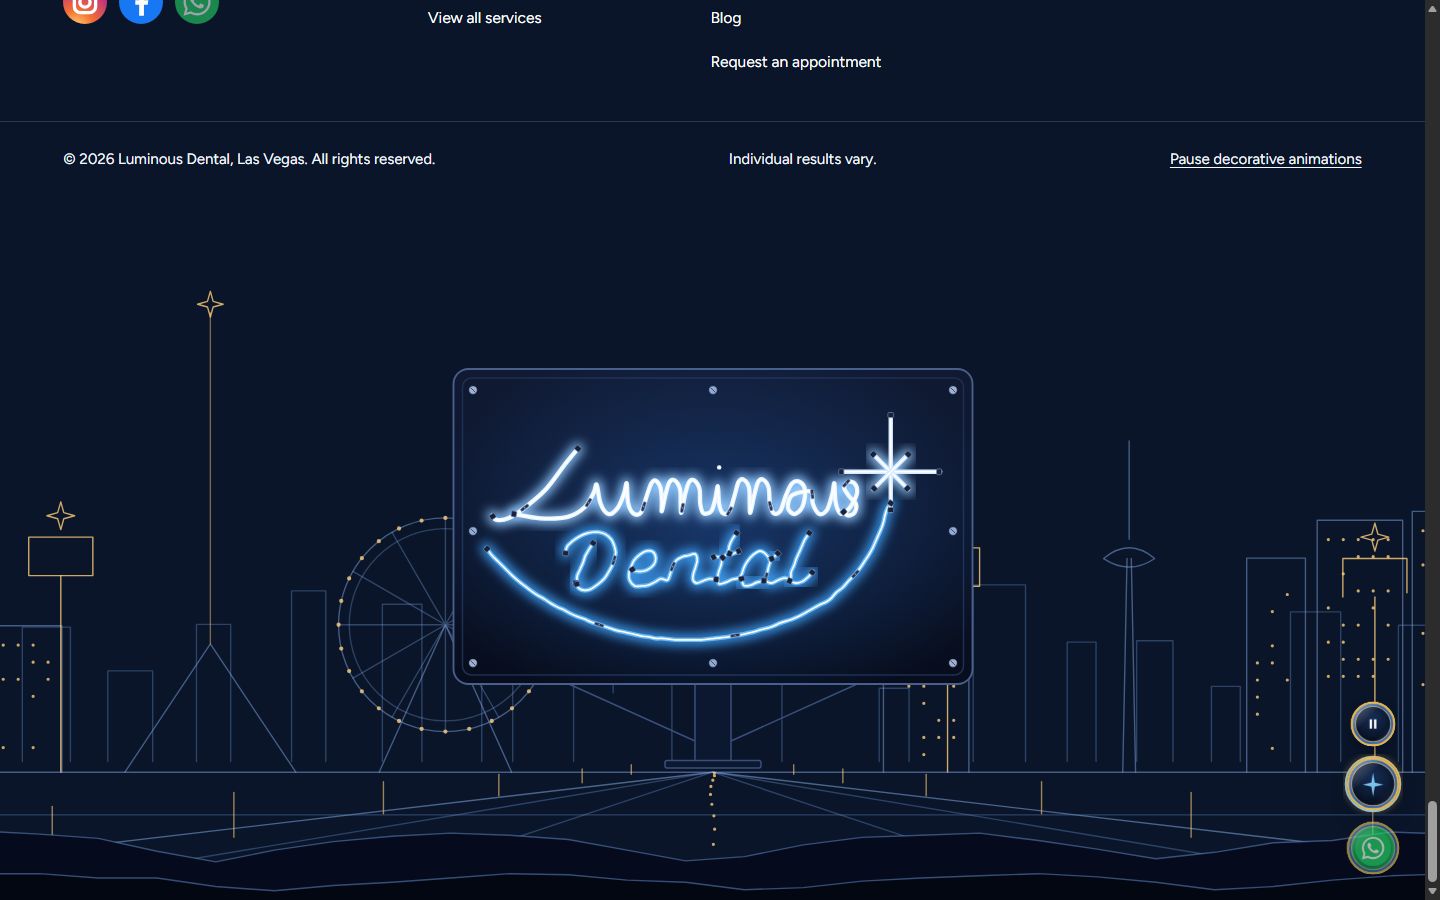 View all services
Blog
Request an appointment
© 2026 Luminous Dental, Las Vegas. All rights reserved.
Individual results vary.
Pause decorative animations
Luminous
Dental